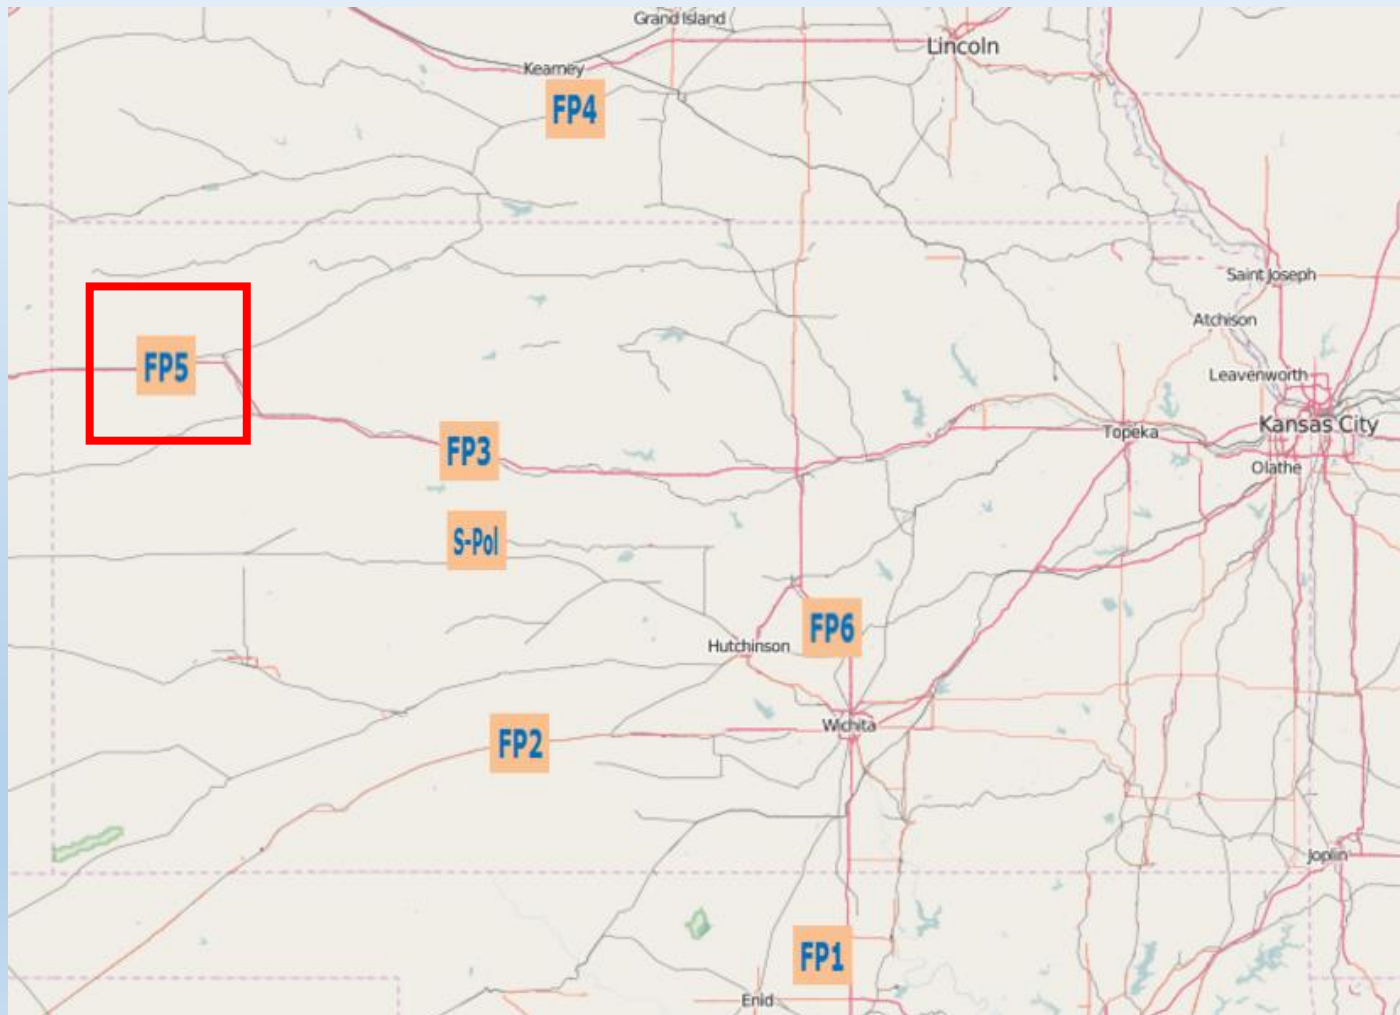 Grand Island
Lincoln
Kearney
FP4
Saint Joseph
Atchison
FP5
Leavenworth
Kansas City
Topeka
FP3
Olathe
S-Pol
FP6
Hutchinson
Wichita
FP2
Joplin
FP1
Enid